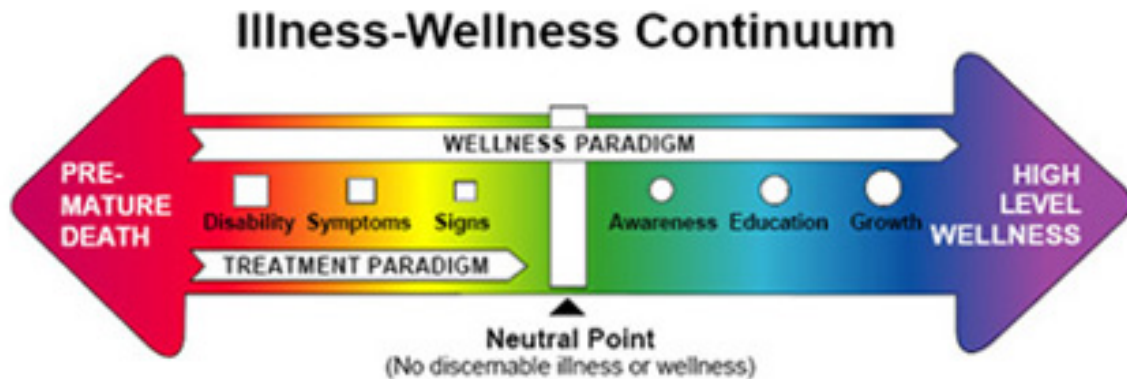 Illness-Wellness Continuum
WELLNESS PARADIGM
PRE-
MATURE
DEATH
Disability Symptoms Signs
Awareness Education Growth
HIGH
LEVEL
WELLNESS
TREATMENT PARADIGM
Neutral Point
(No discernable illness or wellness)